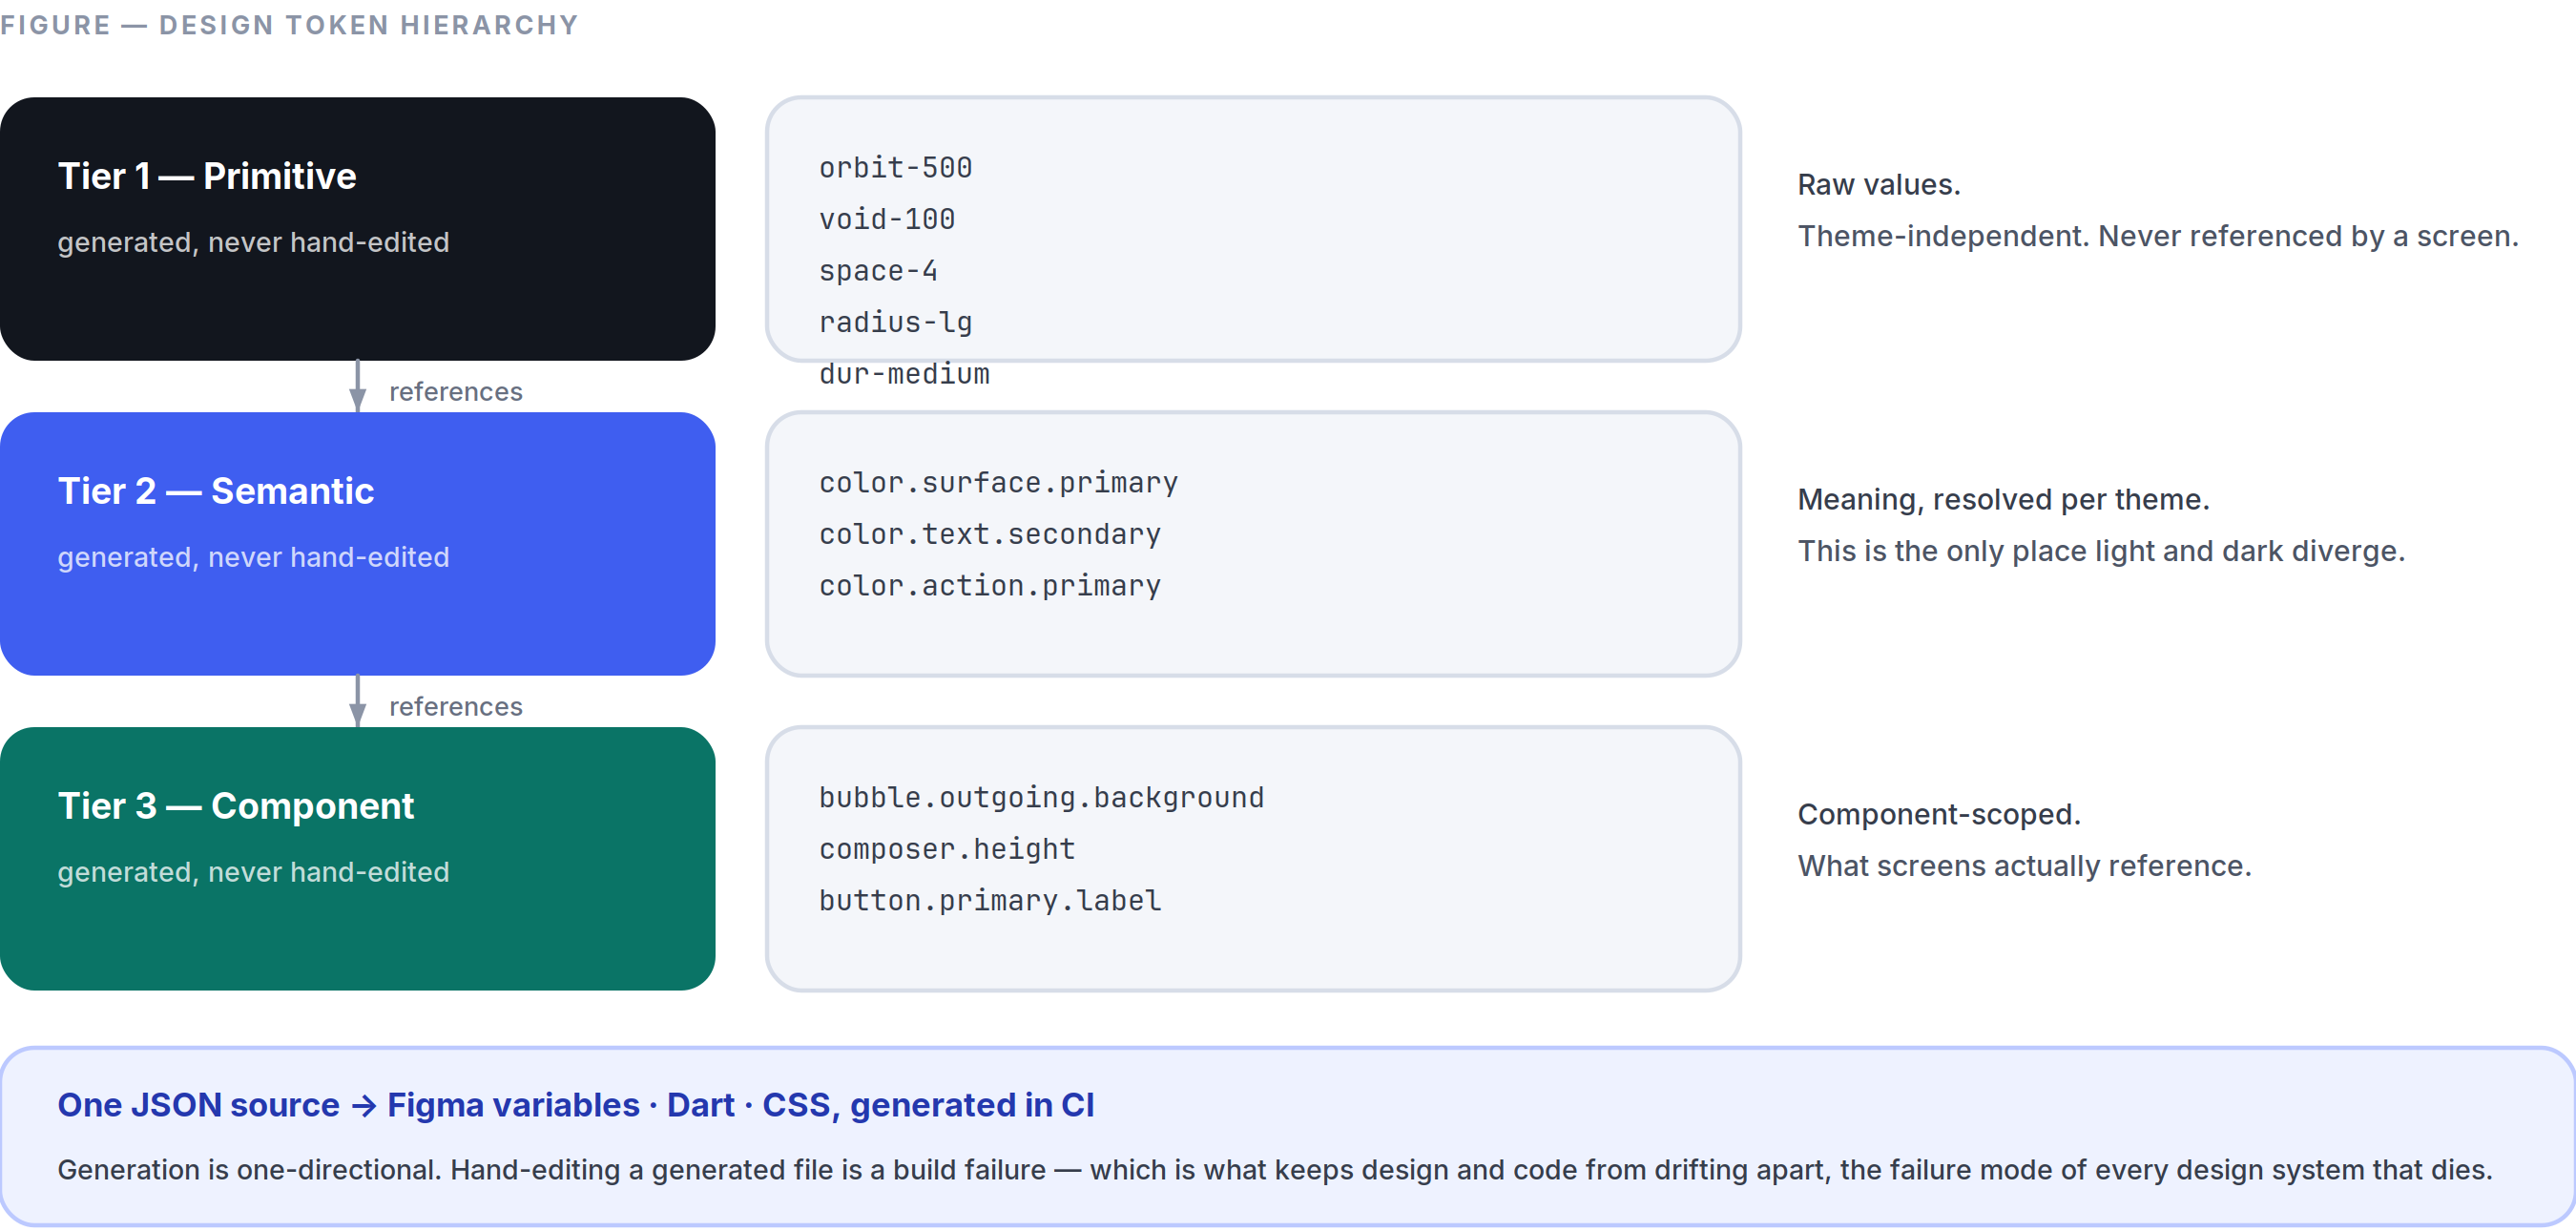 FIGURE — DESIGN TOKEN HIERARCHY
Tier 1 — Primitive
generated, never hand-edited
orbit-500
void-100
space-4
radius-lg
dur-medium
Raw values.
Theme-independent. Never referenced by a screen.
references
Tier 2 — Semantic
generated, never hand-edited
color.surface.primary
color.text.secondary
color.action.primary
Meaning, resolved per theme.
This is the only place light and dark diverge.
references
Tier 3 — Component
generated, never hand-edited
bubble.outgoing.background
composer.height
button.primary.label
Component-scoped.
What screens actually reference.
One JSON source → Figma variables · Dart · CSS, generated in CI
Generation is one-directional. Hand-editing a generated file is a build failure — which is what keeps design and code from drifting apart, the failure mode of every design system that dies.